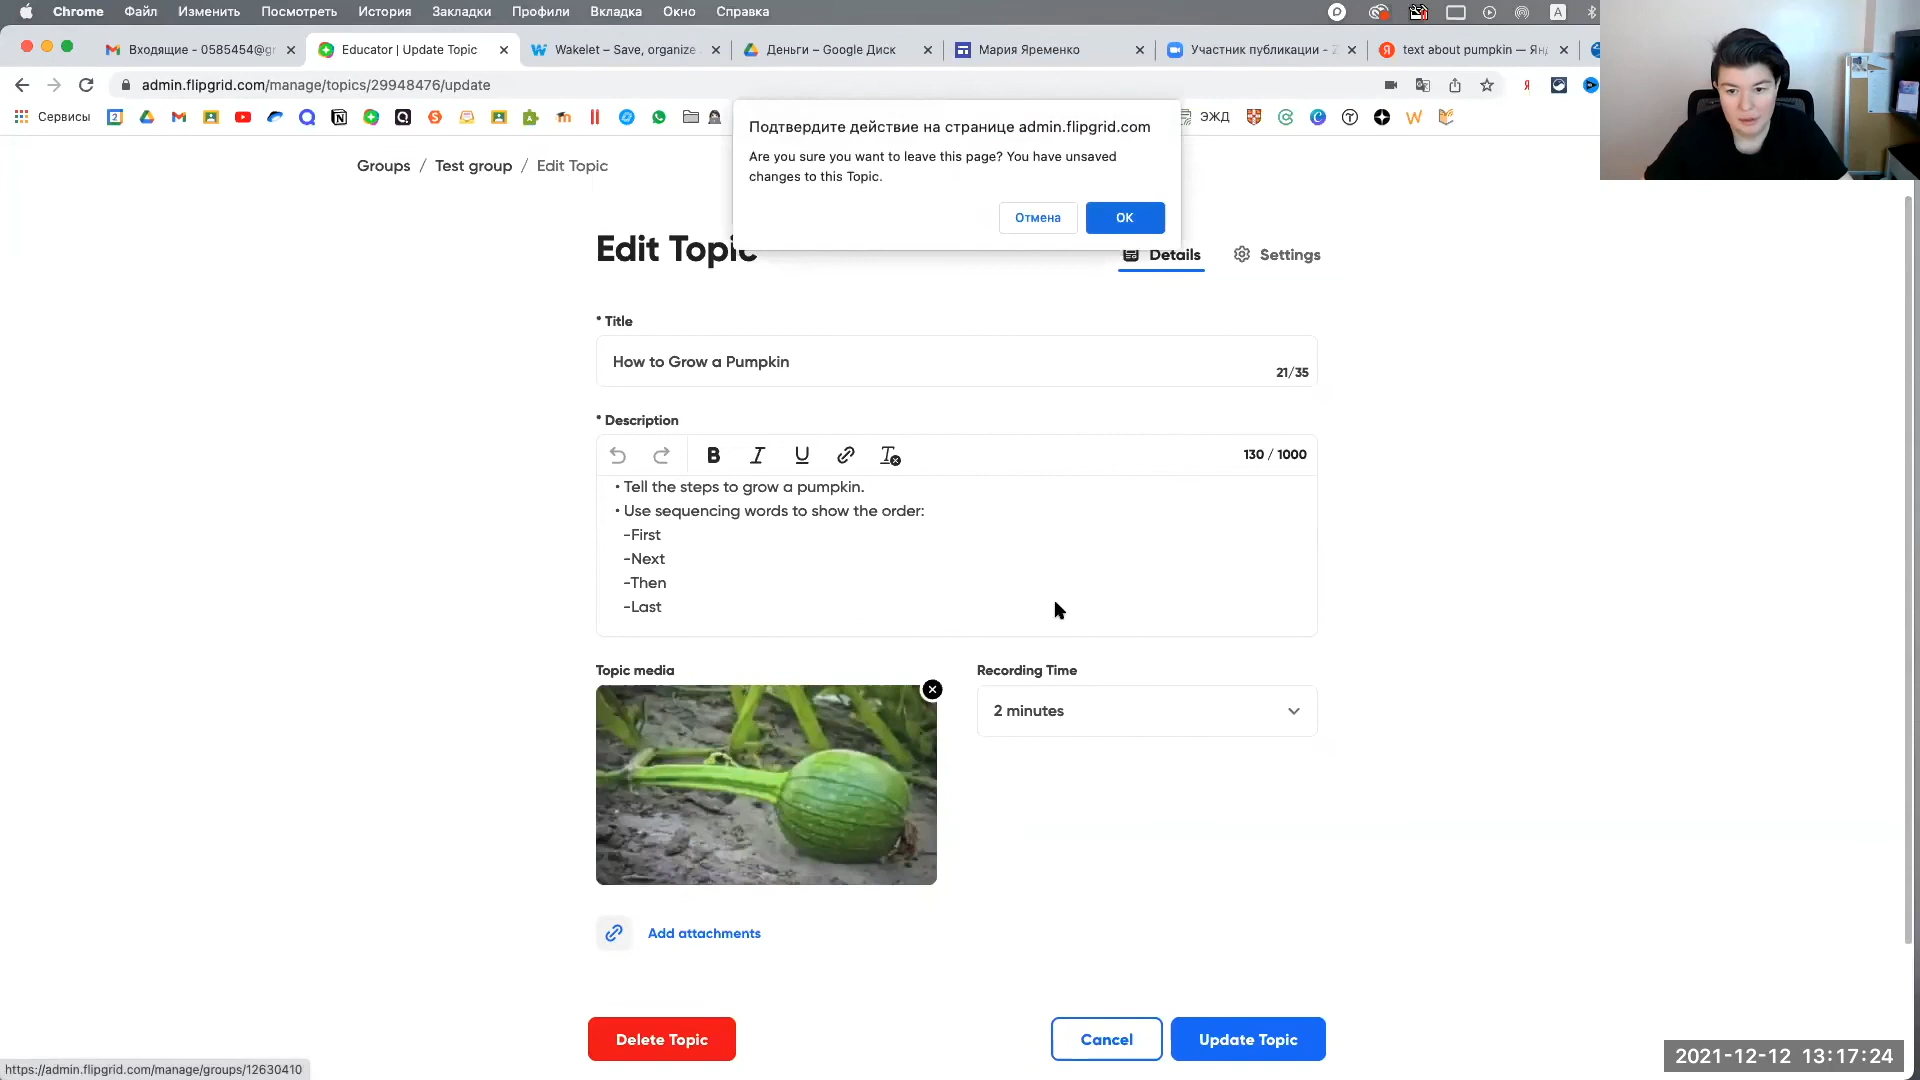 Chrome Файл Изменить Посмотреть История Закладки Профили Вкладка Окно Справка
A
Входящие - 0585454@gr
Educator | Update Topic
Wakelet – Save, organize
Деньги – Google Диск
Мария Яременко
Участник публикации - Z
text about pumpkin — Янд
admin.flipgrid.com/manage/topics/29948476/update
Сервисы
ЭЖД
Подтвердите действие на странице admin.flipgrid.com
Are you sure you want to leave this page? You have unsaved
changes to this Topic.
Отмена
ОК
Groups / Test group / Edit Topic
Edit Topic
Details
Settings
* Title
How to Grow a Pumpkin
21/35
* Description
B I U
130 / 1000
• Tell the steps to grow a pumpkin.
• Use sequencing words to show the order:
-First
-Next
-Then
-Last
Topic media
Recording Time
2 minutes
Add attachments
Delete Topic
Cancel
Update Topic
https://admin.flipgrid.com/manage/groups/12630410
2021-12-12 13:17:24